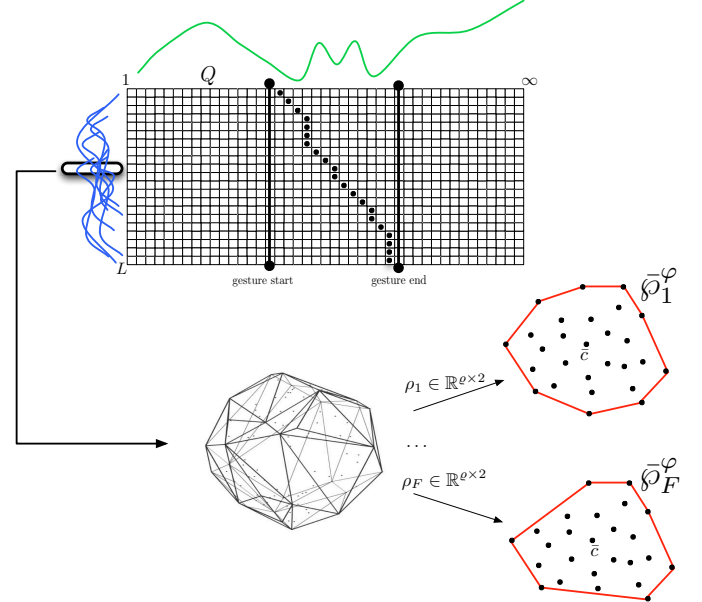 1
Q
∞
L
gesture start
gesture end
℘̄₁^φ
c̄
ρ₁ ∈ ℝ^{ϱ×2}
...
ρ_F ∈ ℝ^{ϱ×2}
℘̄_F^φ
c̄